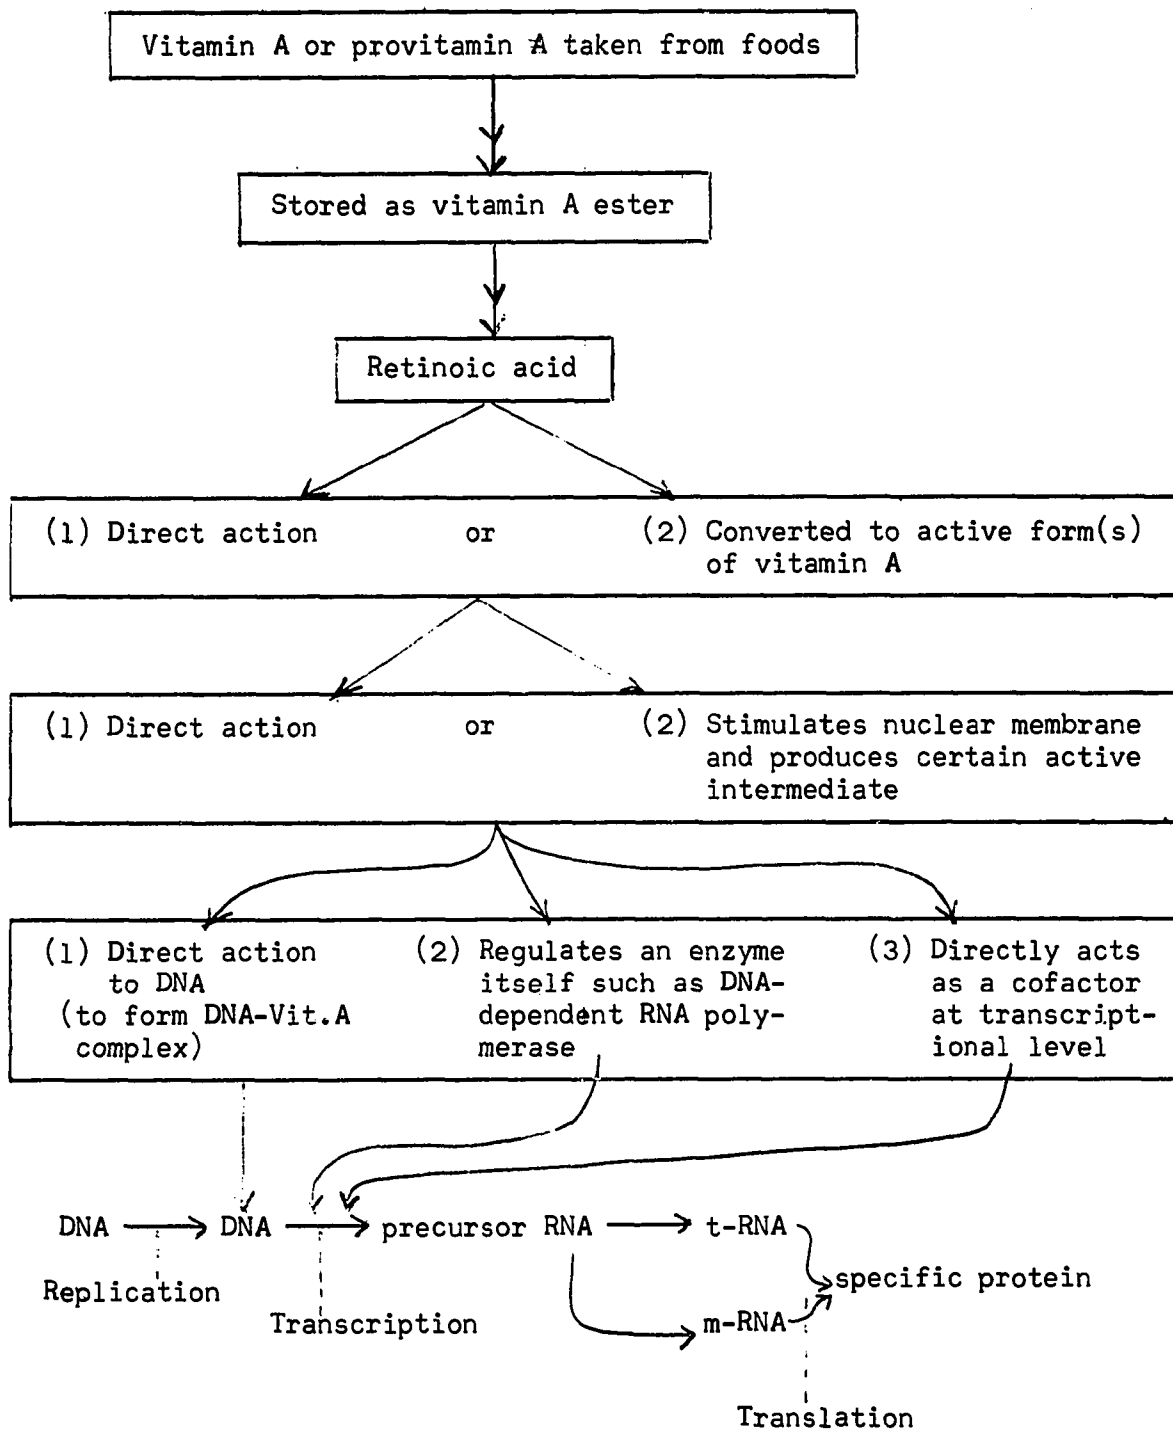 Vitamin A or provitamin A taken from foods
Stored as vitamin A ester
Retinoic acid
(1) Direct action or (2) Converted to active form(s)
of vitamin A
(1) Direct action or (2) Stimulates nuclear membrane
and produces certain active
intermediate
(1) Direct action
to DNA
(to form DNA-Vit.A
complex)
(2) Regulates an enzyme
itself such as DNA-
dependent RNA poly-
merase
(3) Directly acts
as a cofactor
at transcript-
ional level
DNA DNA precursor RNA t-RNA
Replication
specific protein
Transcription
m-RNA
Translation